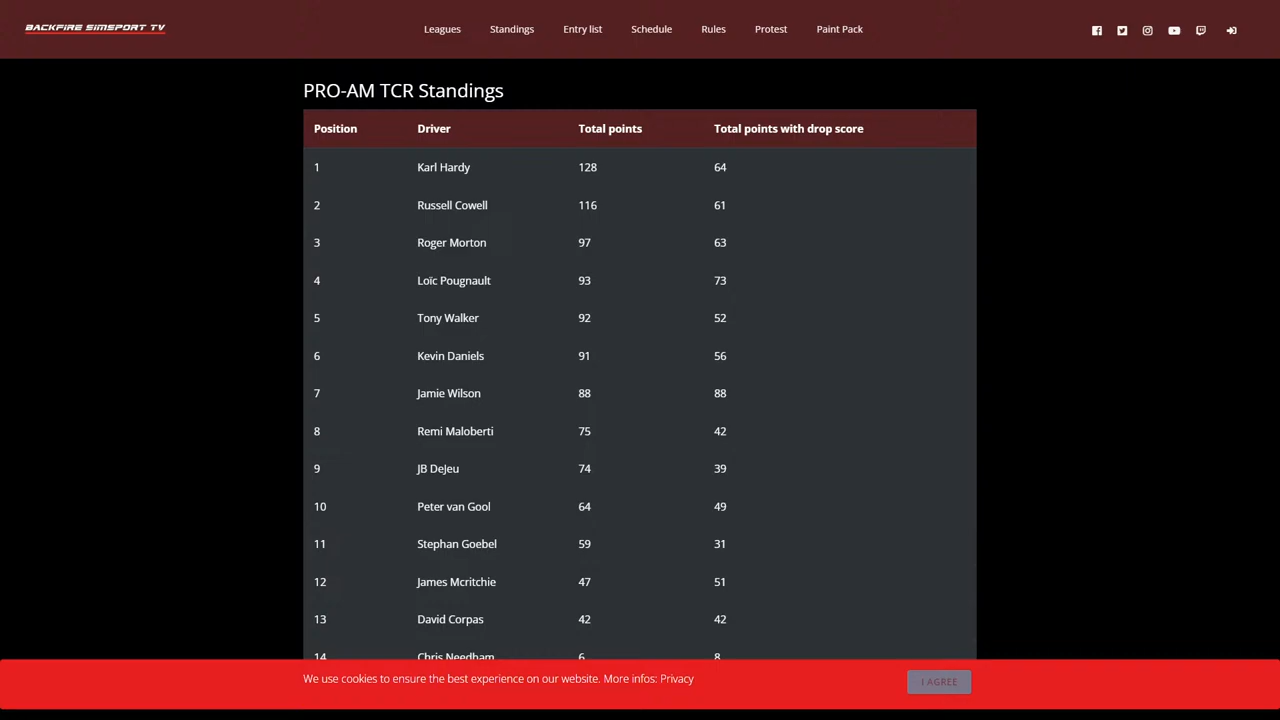 BACKFIRE SIMSPORT TV
Leagues Standings Entry list Schedule Rules Protest Paint Pack
PRO-AM TCR Standings
Position Driver Total points Total points with drop score
1 Karl Hardy 128 64
2 Russell Cowell 116 61
3 Roger Morton 97 63
4 Loïc Pougnault 93 73
5 Tony Walker 92 52
6 Kevin Daniels 91 56
7 Jamie Wilson 88 88
8 Remi Maloberti 75 42
9 JB DeJeu 74 39
10 Peter van Gool 64 49
11 Stephan Goebel 59 31
12 James Mcritchie 47 51
13 David Corpas 42 42
14 Chris Needham 6 8
We use cookies to ensure the best experience on our website. More infos: Privacy
I AGREE